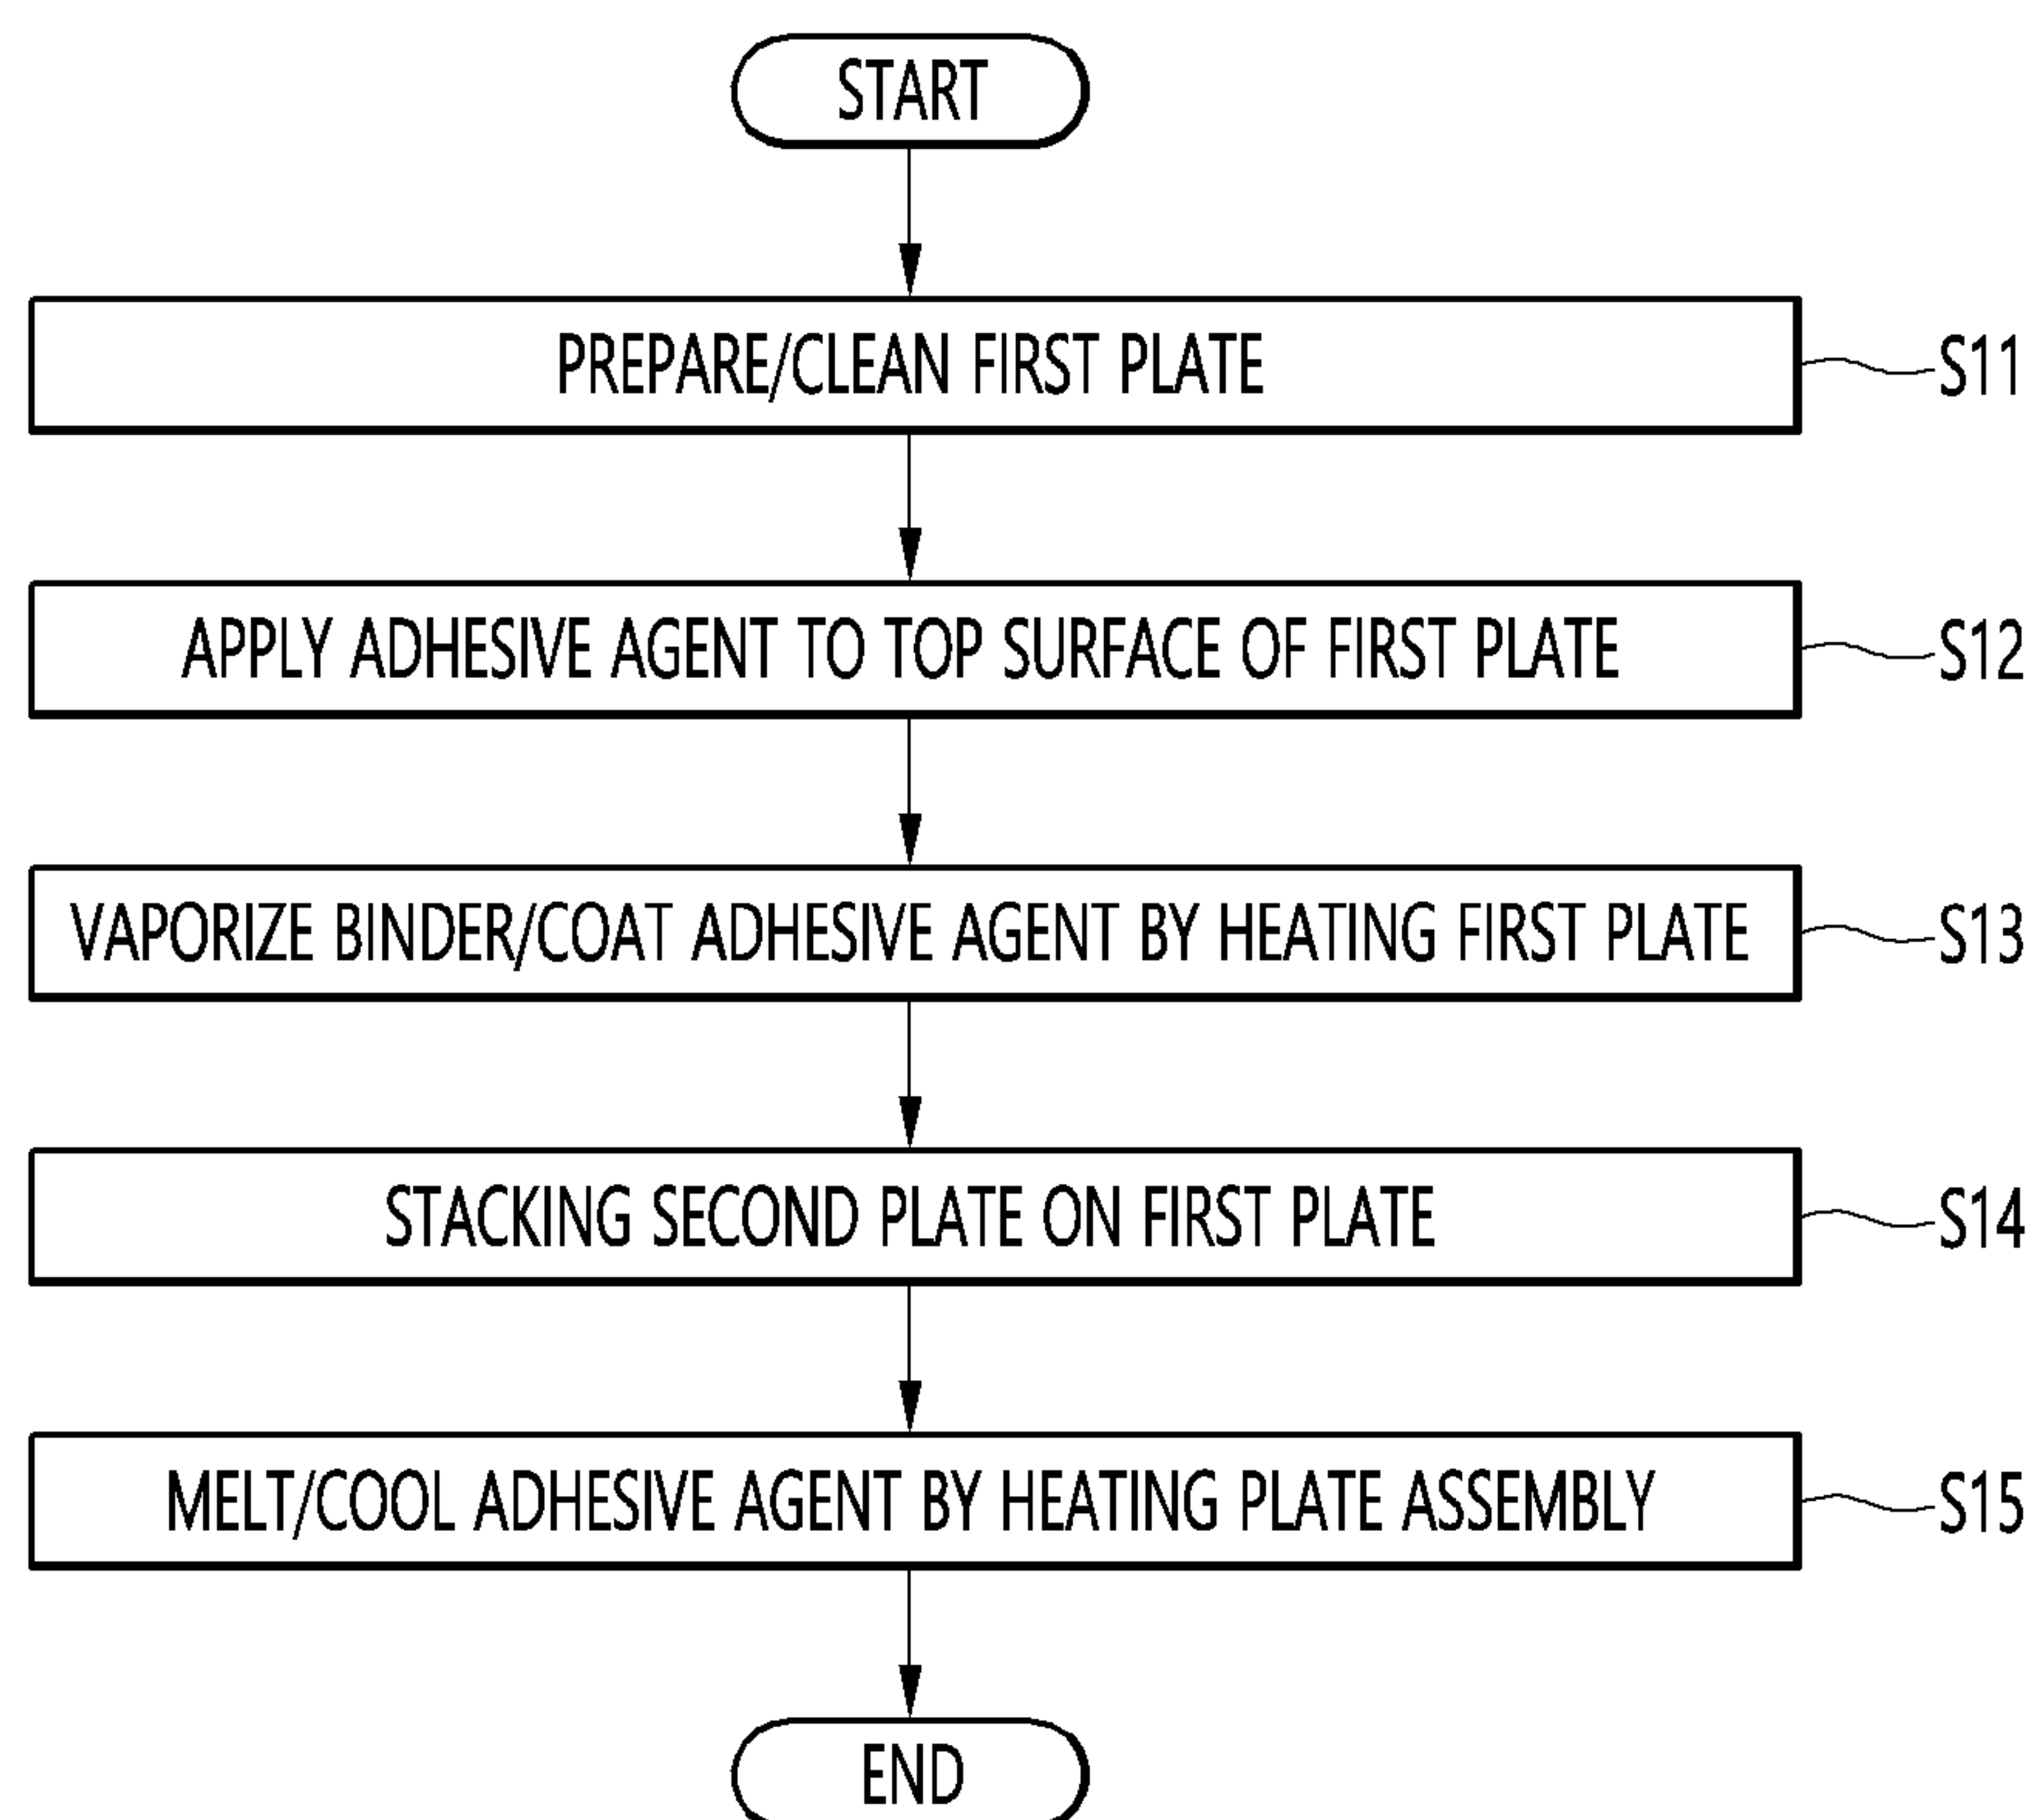 START
PREPARE/CLEAN FIRST PLATE
S11
APPLY ADHESIVE AGENT TO TOP SURFACE OF FIRST PLATE
S12
VAPORIZE BINDER/COAT ADHESIVE AGENT BY HEATING FIRST PLATE
S13
STACKING SECOND PLATE ON FIRST PLATE
S14
MELT/COOL ADHESIVE AGENT BY HEATING PLATE ASSEMBLY
S15
END